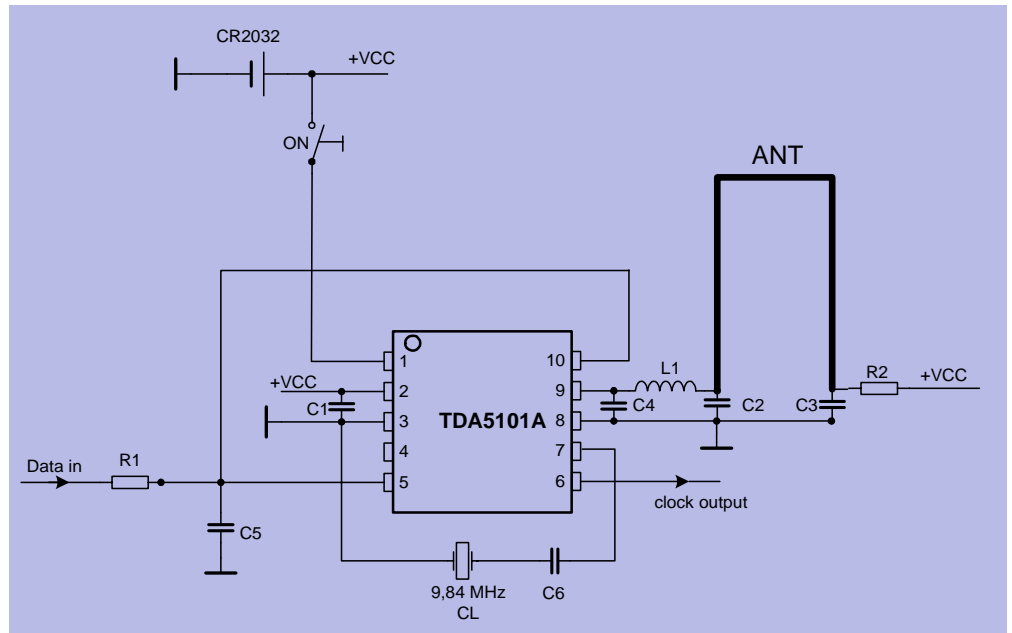 CR2032
+VCC
ON
ANT
1
10
L1
R2
+VCC
+VCC
2
9
C1
C4
C2
C3
3
TDA5101A
8
4
7
Data in
R1
5
6
clock output
C5
9,84 MHz
CL
C6